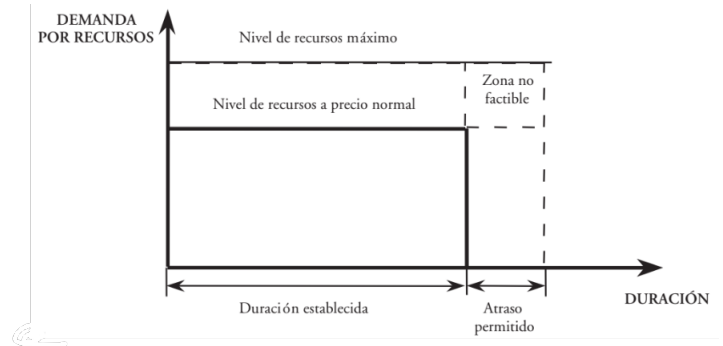 DEMANDA
POR RECURSOS
Nivel de recursos máximo
Zona no
factible
Nivel de recursos a precio normal
DURACIÓN
Duración establecida
Atraso
permitido